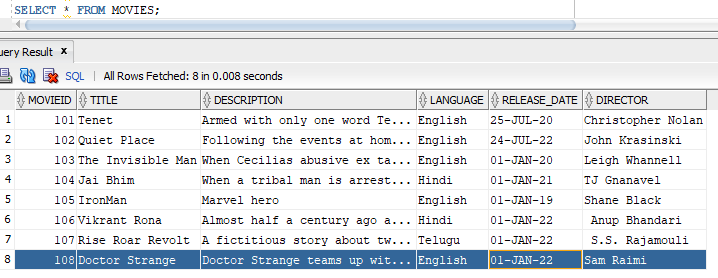 SELECT * FROM MOVIES;
uery Result x
SQL | All Rows Fetched: 8 in 0.008 seconds
MOVIEID TITLE DESCRIPTION LANGUAGE RELEASE_DATE DIRECTOR
1 101 Tenet Armed with only one word Te... English 25-JUL-20 Christopher Nolan
2 102 Quiet Place Following the events at hom... English 24-JUL-22 John Krasinski
3 103 The Invisible Man When Cecilias abusive ex ta... English 01-JAN-20 Leigh Whannell
4 104 Jai Bhim When a tribal man is arrest... Hindi 01-JAN-21 TJ Gnanavel
5 105 IronMan Marvel hero English 01-JAN-19 Shane Black
6 106 Vikrant Rona Almost half a century ago a... Hindi 01-JAN-22 Anup Bhandari
7 107 Rise Roar Revolt A fictitious story about tw... Telugu 01-JAN-22 S.S. Rajamouli
8 108 Doctor Strange Doctor Strange teams up wit... English 01-JAN-22 Sam Raimi